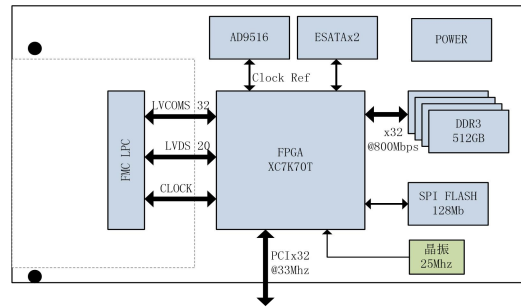 AD9516
ESATAx2
POWER
Clock Ref
LVCOMS 32
LVDS 20
CLOCK
FMC LPC
FPGA
XC7K70T
x32
@800Mbps
DDR3
512GB
SPI FLASH
128Mb
PCIx32
@33Mhz
晶振
25Mhz